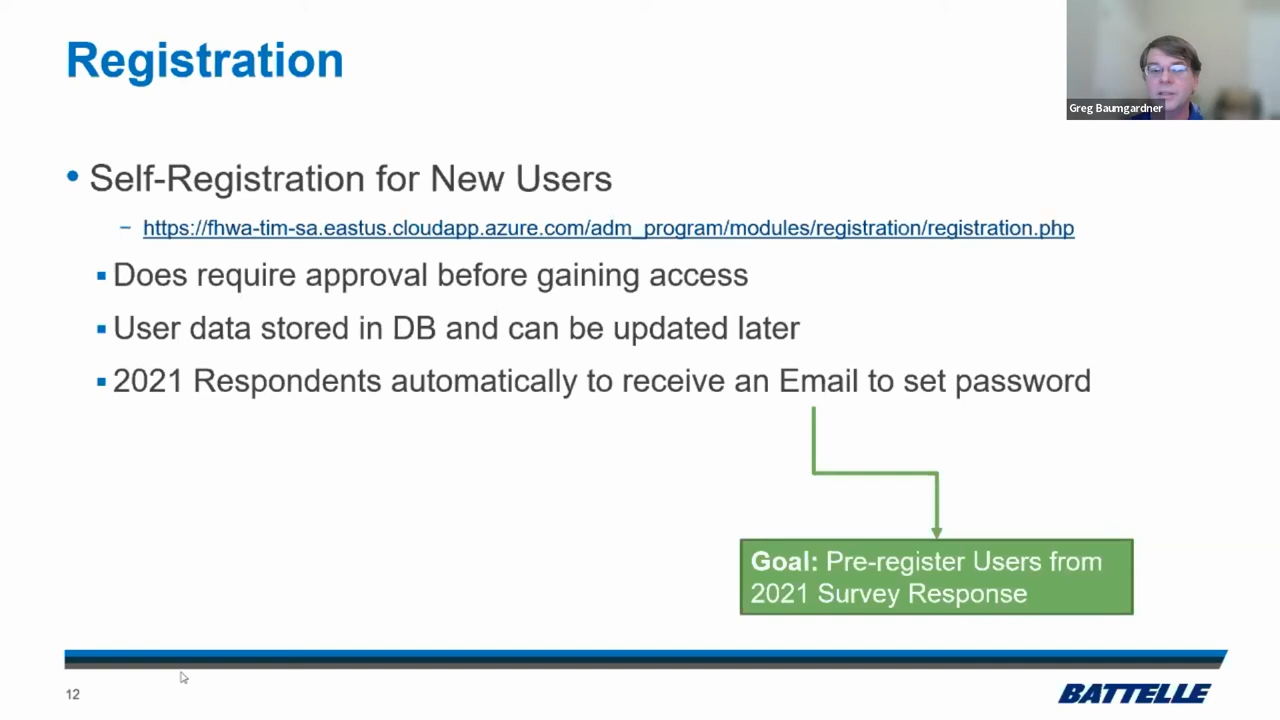 Registration
Greg Baumgardner
• Self-Registration for New Users
– https://fhwa-tim-sa.eastus.cloudapp.azure.com/adm_program/modules/registration/registration.php
▪ Does require approval before gaining access
▪ User data stored in DB and can be updated later
▪ 2021 Respondents automatically to receive an Email to set password
Goal: Pre-register Users from
2021 Survey Response
12
BATTELLE